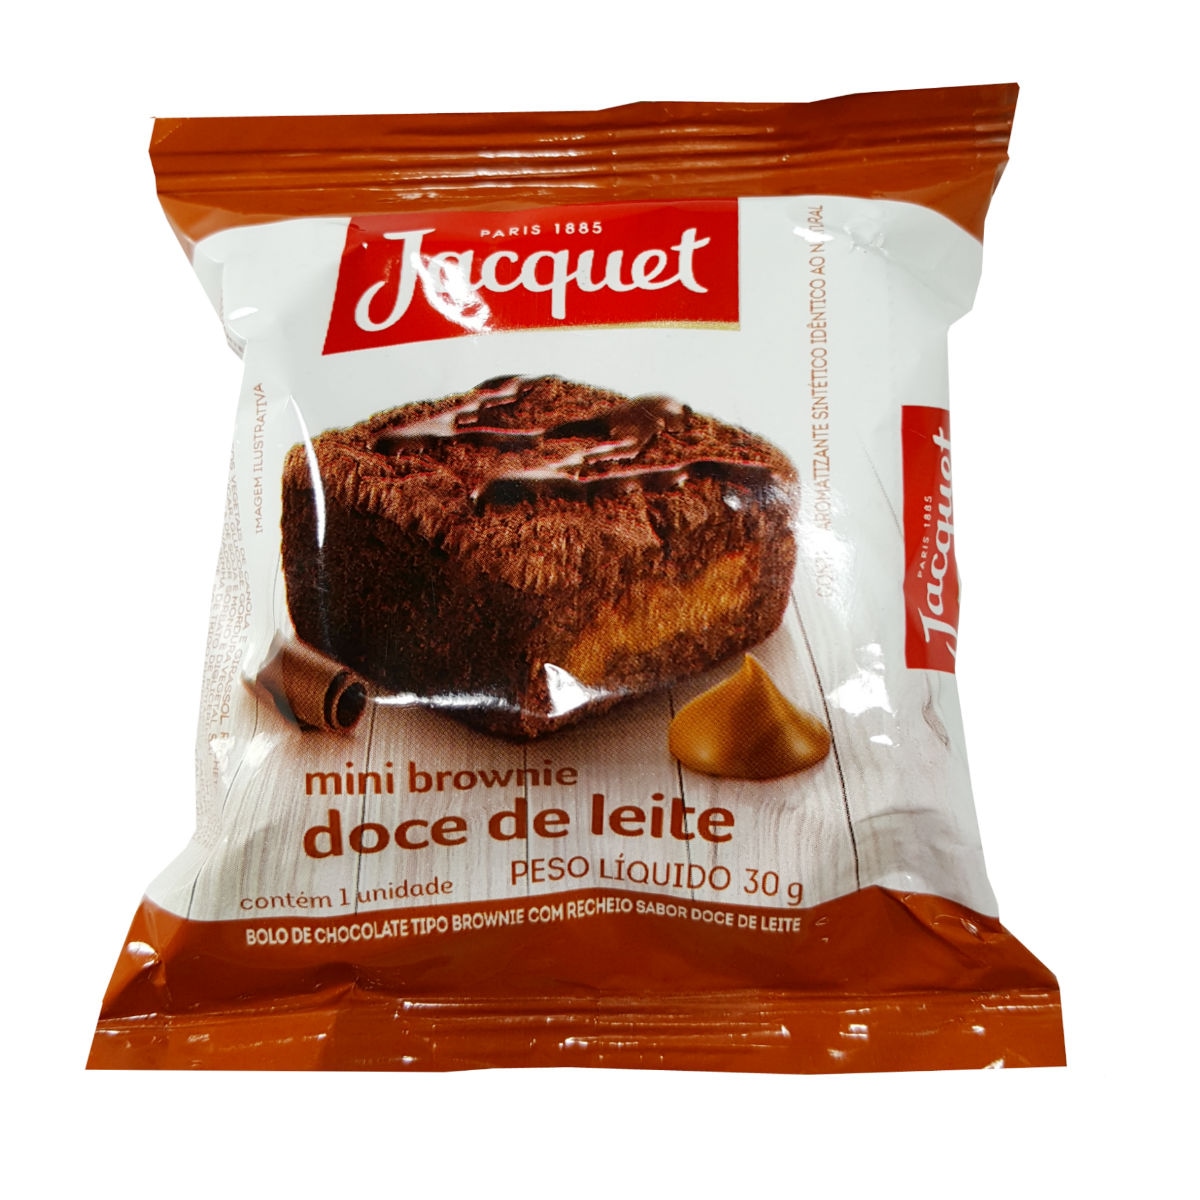 PARIS 1885
Jacquet
CONTÉM AROMATIZANTE SINTÉTICO IDÊNTICO AO NATURAL
IMAGEM ILUSTRATIVA
PARIS 1885
Jacquet
mini brownie
doce de leite
PESO LÍQUIDO 30 g
contém 1 unidade
BOLO DE CHOCOLATE TIPO BROWNIE COM RECHEIO SABOR DOCE DE LEITE